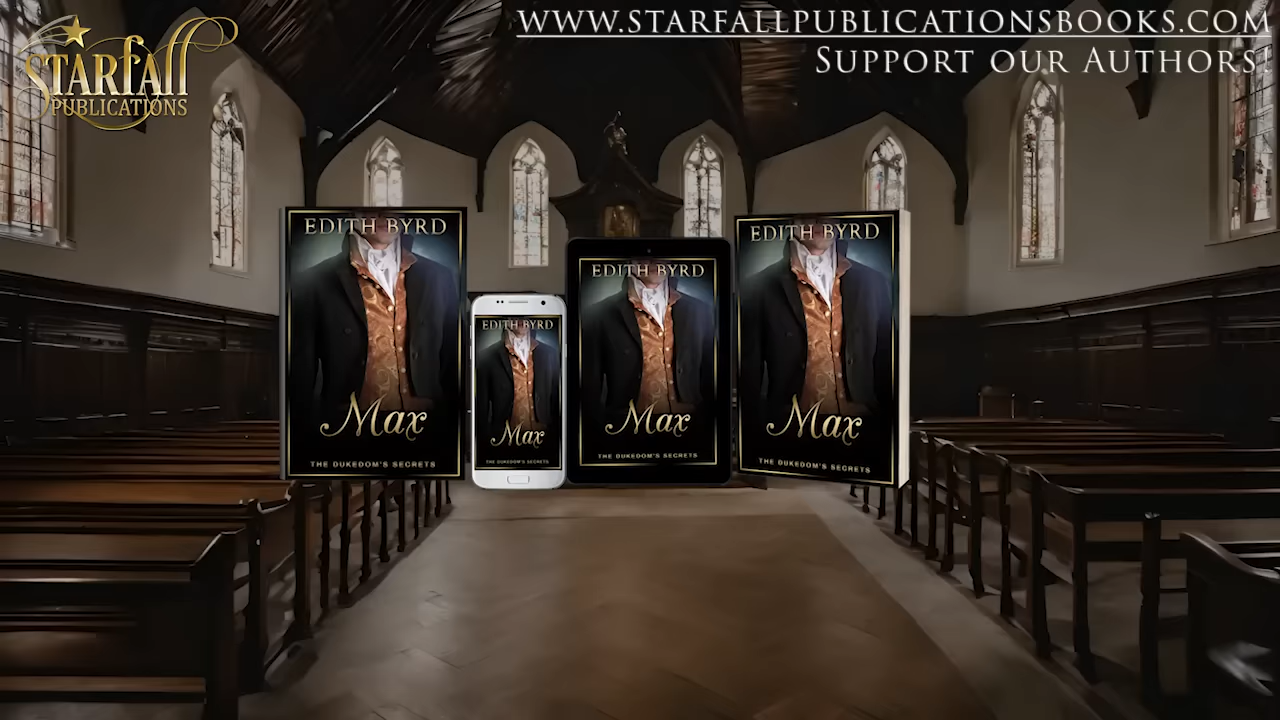 STARfall
PUBLICATIONS
WWW.STARFALLPUBLICATIONSBOOKS.COM
SUPPORT OUR AUTHORS!
EDITH BYRD
Max
THE DUKEDOM'S SECRETS
EDITH BYRD
Max
THE DUKEDOM'S SECRETS
EDITH BYRD
Max
THE DUKEDOM'S SECRETS
EDITH BYRD
Max
THE DUKEDOM'S SECRETS